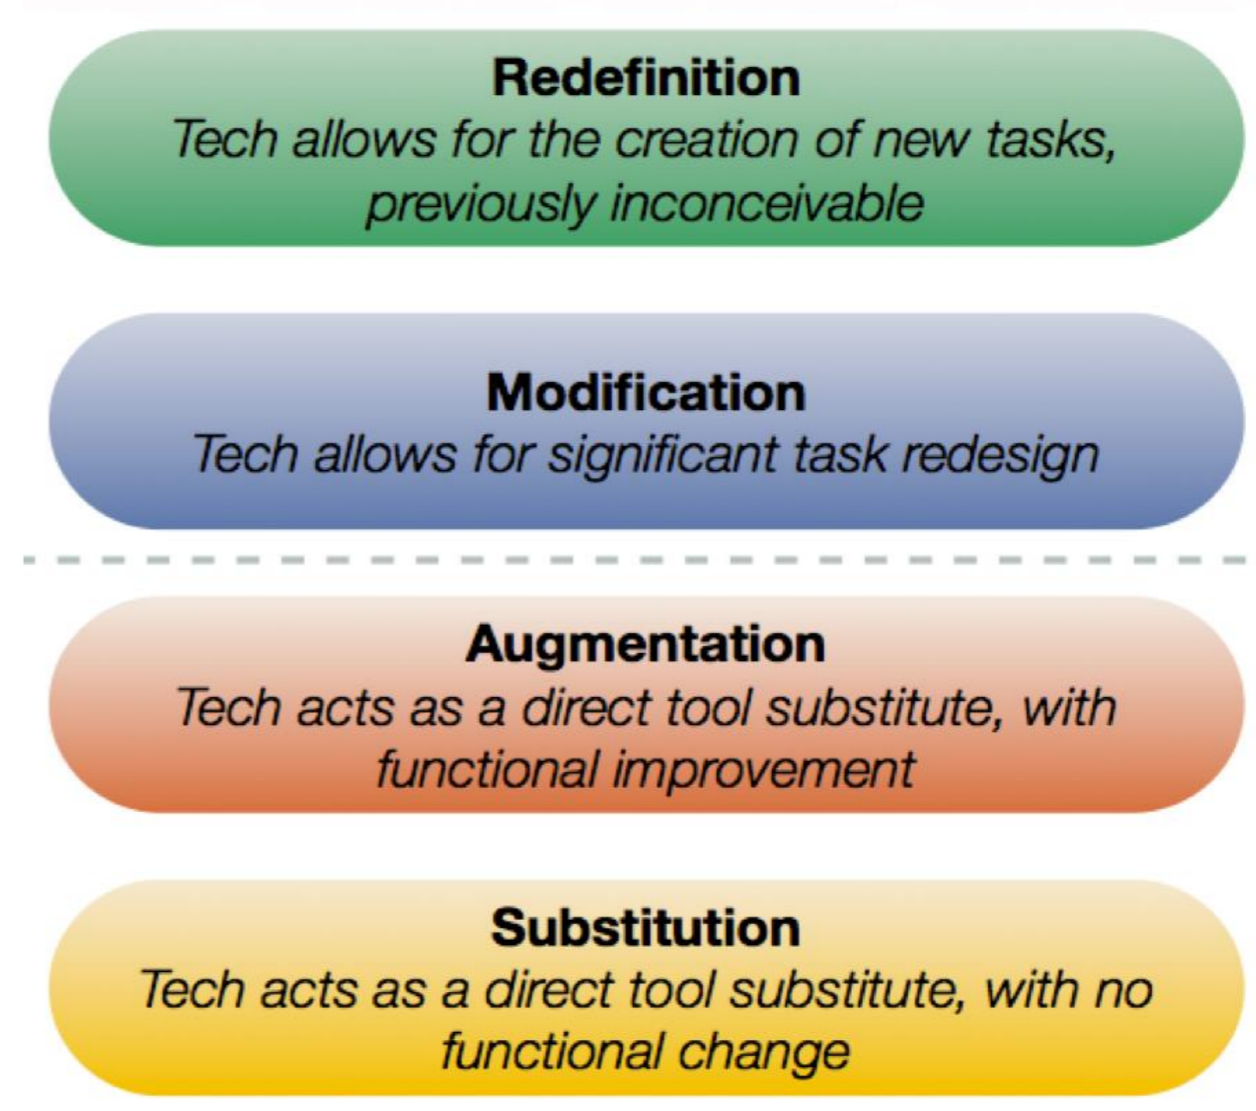 Redefinition
Tech allows for the creation of new tasks,
previously inconceivable
Modification
Tech allows for significant task redesign
Augmentation
Tech acts as a direct tool substitute, with
functional improvement
Substitution
Tech acts as a direct tool substitute, with no
functional change